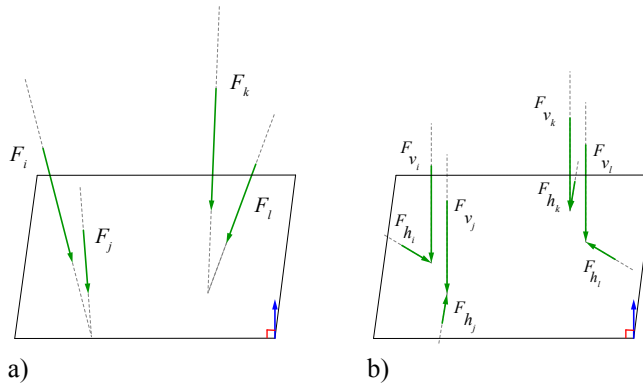 F_i
F_j
F_k
F_l
a)
F_{v_i}
F_{h_i}
F_{v_j}
F_{h_j}
F_{v_k}
F_{h_k}
F_{v_l}
F_{h_l}
b)